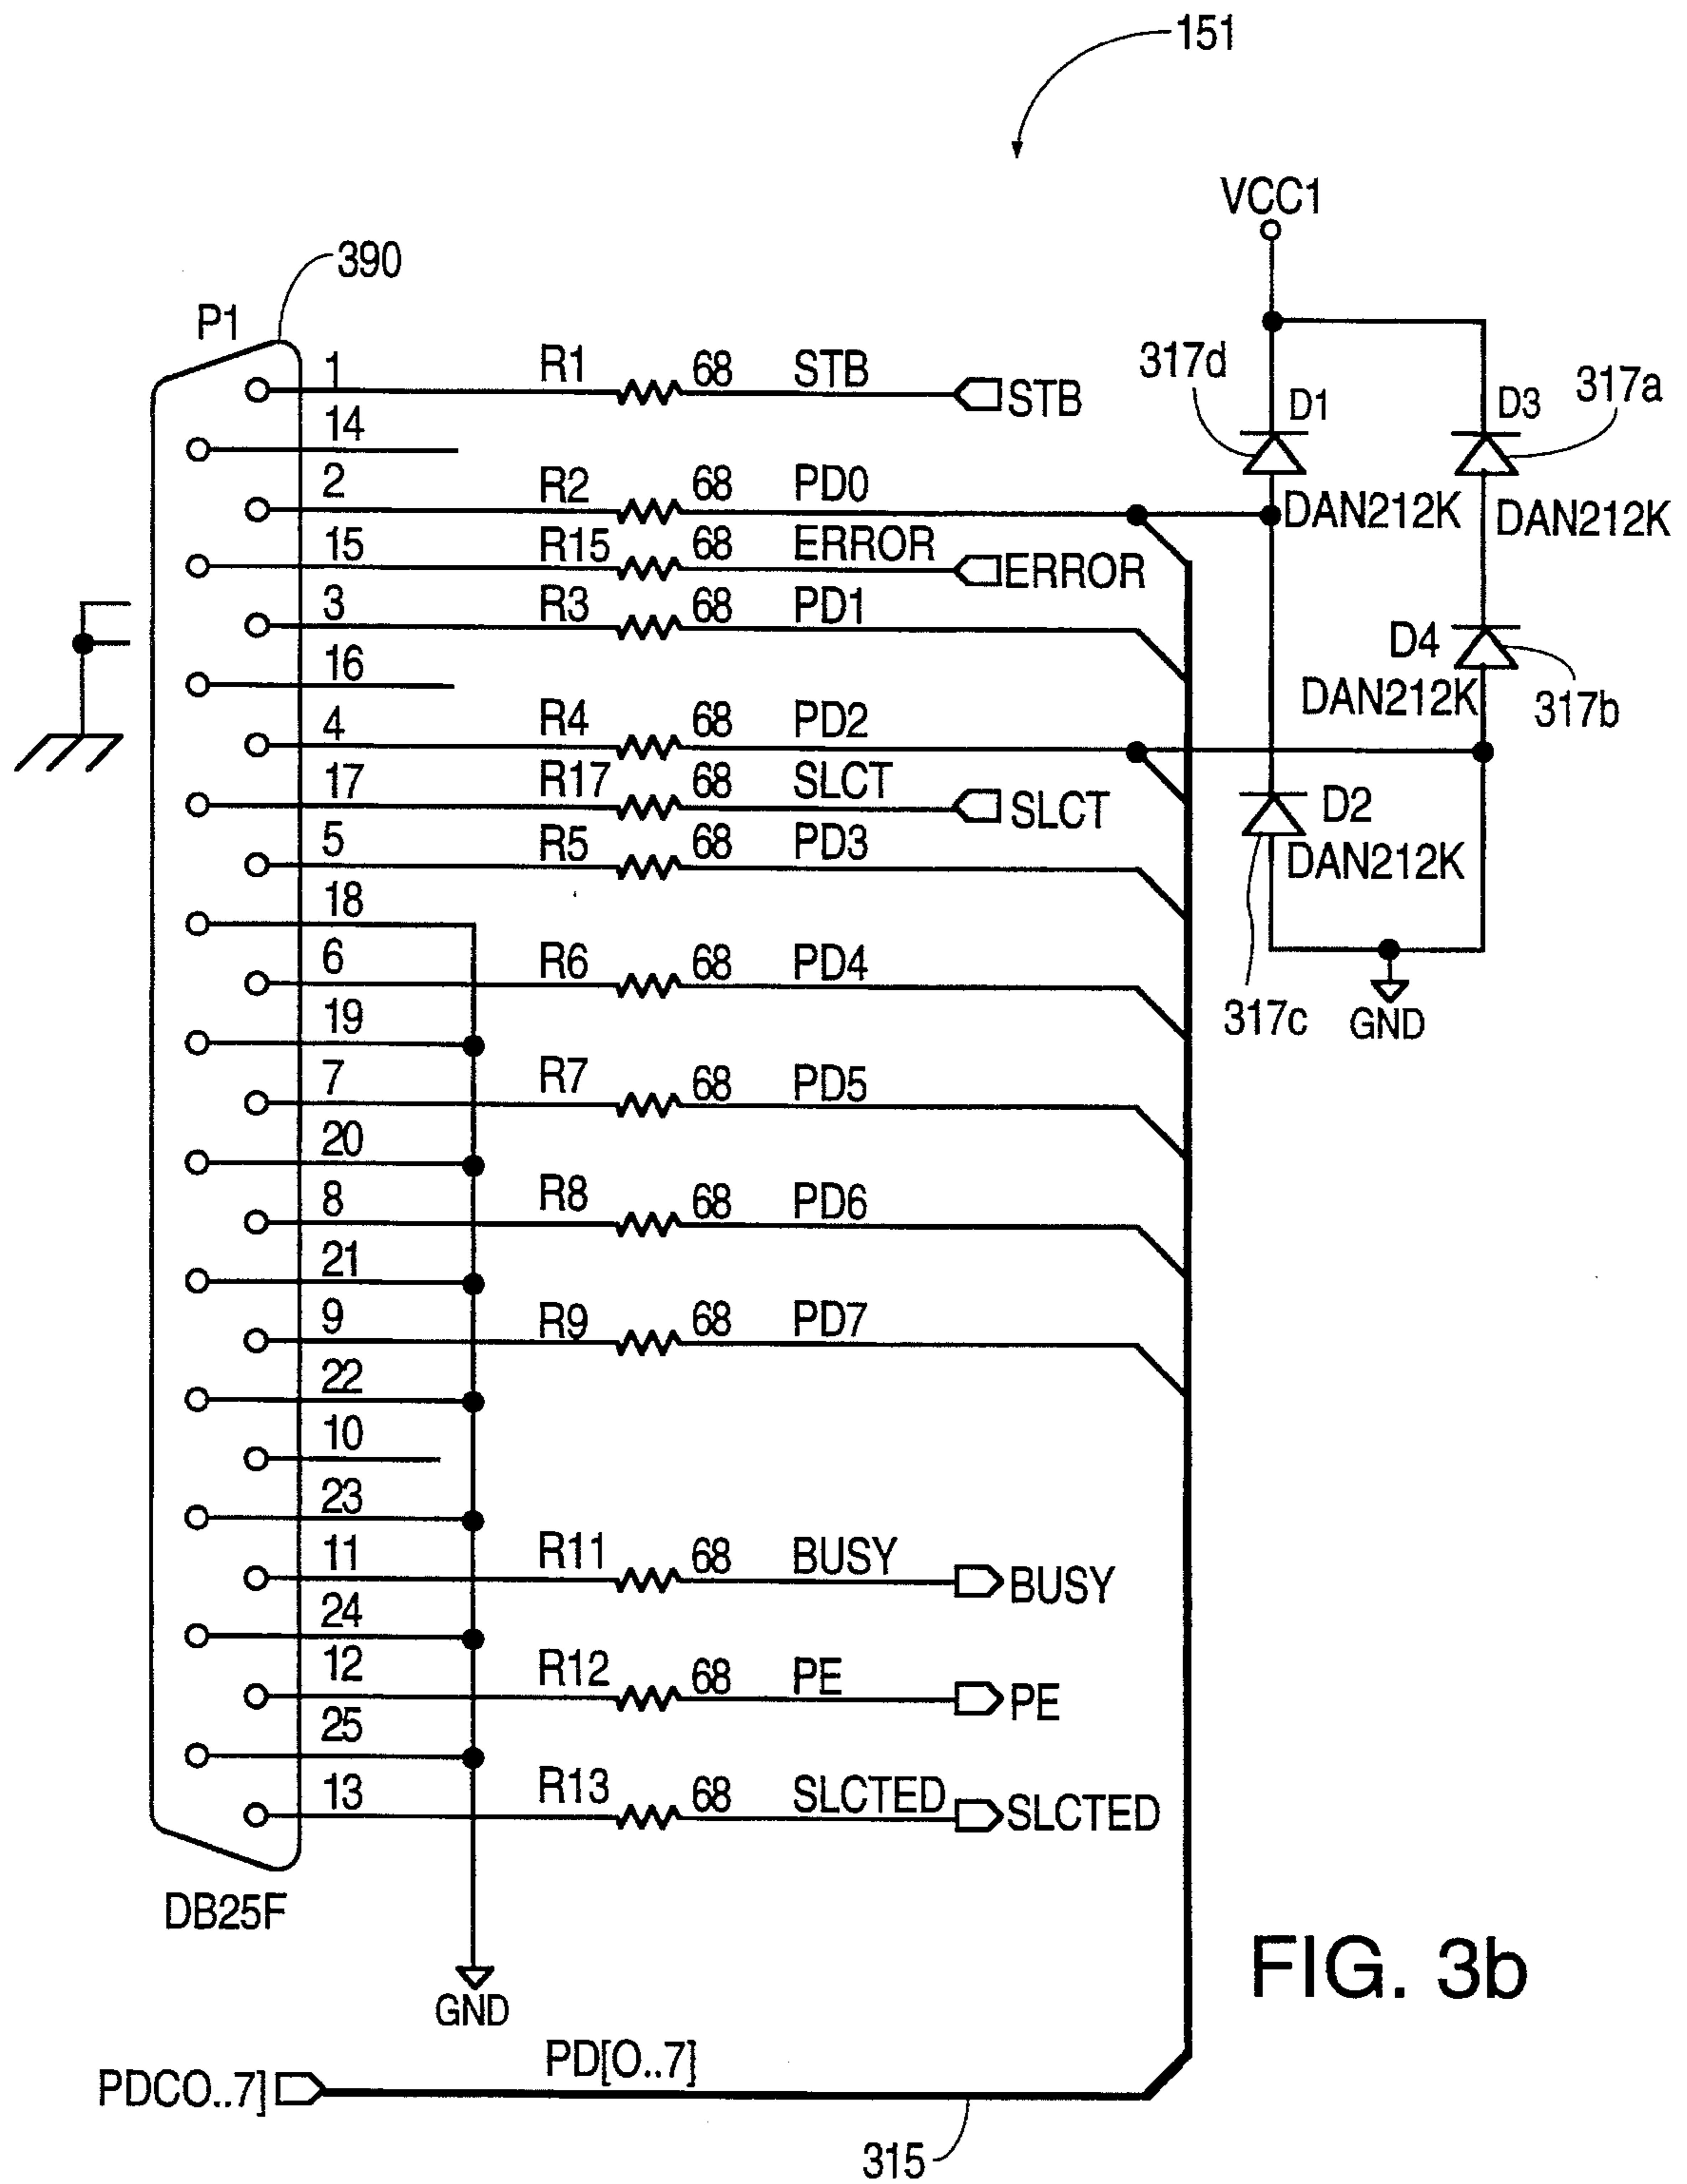 151
VCC1
390
P1
317d
D1
D3
317a
1 R1 68 STB STB
14
2 R2 68 PD0 DAN212K DAN212K
15 R15 68 ERROR ERROR
3 R3 68 PD1
D4
16
DAN212K
317b
4 R4 68 PD2
17 R17 68 SLCT SLCT
D2
5 R5 68 PD3
DAN212K
18
6 R6 68 PD4
19
317c
GND
7 R7 68 PD5
20
8 R8 68 PD6
21
9 R9 68 PD7
22
10
23
11 R11 68 BUSY BUSY
24
12 R12 68 PE PE
25
13 R13 68 SLCTED SLCTED
DB25F
GND
FIG. 3b
PD[O..7]
PDCO..7]
315